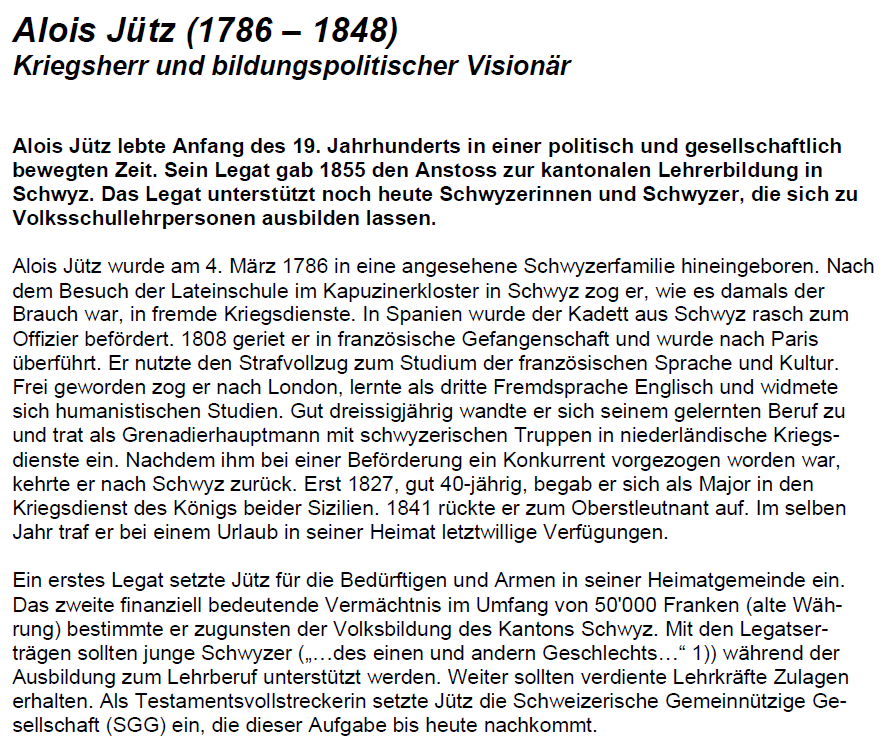 Alois Jütz (1786 – 1848)
Kriegsherr und bildungspolitischer Visionär
Alois Jütz lebte Anfang des 19. Jahrhunderts in einer politisch und gesellschaftlich
bewegten Zeit. Sein Legat gab 1855 den Anstoss zur kantonalen Lehrerbildung in
Schwyz. Das Legat unterstützt noch heute Schwyzerinnen und Schwyzer, die sich zu
Volksschullehrpersonen ausbilden lassen.
Alois Jütz wurde am 4. März 1786 in eine angesehene Schwyzerfamilie hineingeboren. Nach
dem Besuch der Lateinschule im Kapuzinerkloster in Schwyz zog er, wie es damals der
Brauch war, in fremde Kriegsdienste. In Spanien wurde der Kadett aus Schwyz rasch zum
Offizier befördert. 1808 geriet er in französische Gefangenschaft und wurde nach Paris
überführt. Er nutzte den Strafvollzug zum Studium der französischen Sprache und Kultur.
Frei geworden zog er nach London, lernte als dritte Fremdsprache Englisch und widmete
sich humanistischen Studien. Gut dreissigjährig wandte er sich seinem gelernten Beruf zu
und trat als Grenadierhauptmann mit schwyzerischen Truppen in niederländische Kriegs-
dienste ein. Nachdem ihm bei einer Beförderung ein Konkurrent vorgezogen worden war,
kehrte er nach Schwyz zurück. Erst 1827, gut 40-jährig, begab er sich als Major in den
Kriegsdienst des Königs beider Sizilien. 1841 rückte er zum Oberstleutnant auf. Im selben
Jahr traf er bei einem Urlaub in seiner Heimat letztwillige Verfügungen.
Ein erstes Legat setzte Jütz für die Bedürftigen und Armen in seiner Heimatgemeinde ein.
Das zweite finanziell bedeutende Vermächtnis im Umfang von 50'000 Franken (alte Wäh-
rung) bestimmte er zugunsten der Volksbildung des Kantons Schwyz. Mit den Legatser-
trägen sollten junge Schwyzer („…des einen und andern Geschlechts…“ 1)) während der
Ausbildung zum Lehrberuf unterstützt werden. Weiter sollten verdiente Lehrkräfte Zulagen
erhalten. Als Testamentsvollstreckerin setzte Jütz die Schweizerische Gemeinnützige Ge-
sellschaft (SGG) ein, die dieser Aufgabe bis heute nachkommt.